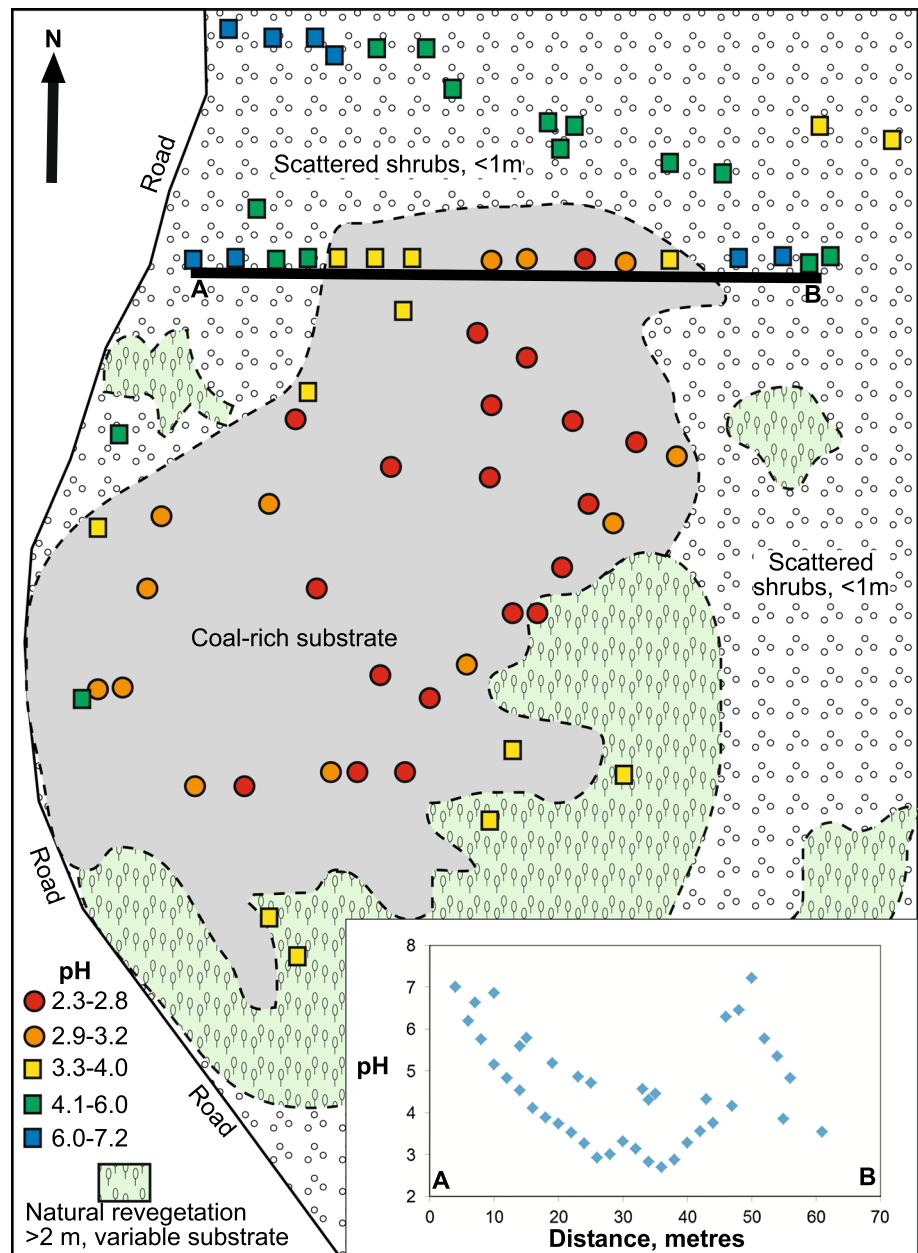 N
Road
Scattered shrubs, <1m
A
B
Scattered
shrubs, <1m
Coal-rich substrate
Road
pH
2.3-2.8
2.9-3.2
3.3-4.0
4.1-6.0
6.0-7.2
Natural revegetation
>2 m, variable substrate
Road
8
7
6
5
4
3
2
pH
A
B
0
10
20
30
40
50
60
70
Distance, metres